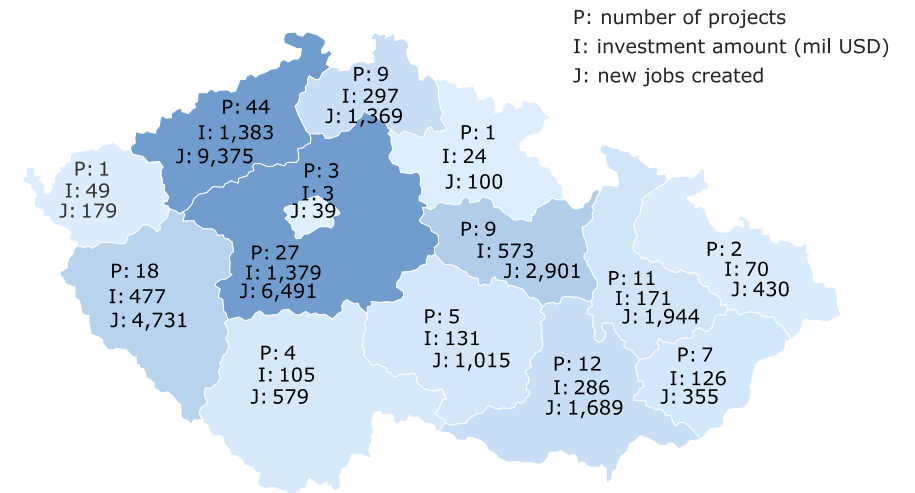 P: number of projects
I: investment amount (mil USD)
J: new jobs created
P: 9
I: 297
J: 1,369
P: 44
I: 1,383
J: 9,375
P: 1
I: 24
J: 100
P: 1
I: 49
J: 179
P: 3
I: 3
J: 39
P: 9
I: 573
J: 2,901
P: 27
I: 1,379
J: 6,491
P: 2
I: 70
J: 430
P: 18
I: 477
J: 4,731
P: 11
I: 171
J: 1,944
P: 5
I: 131
J: 1,015
P: 4
I: 105
J: 579
P: 12
I: 286
J: 1,689
P: 7
I: 126
J: 355